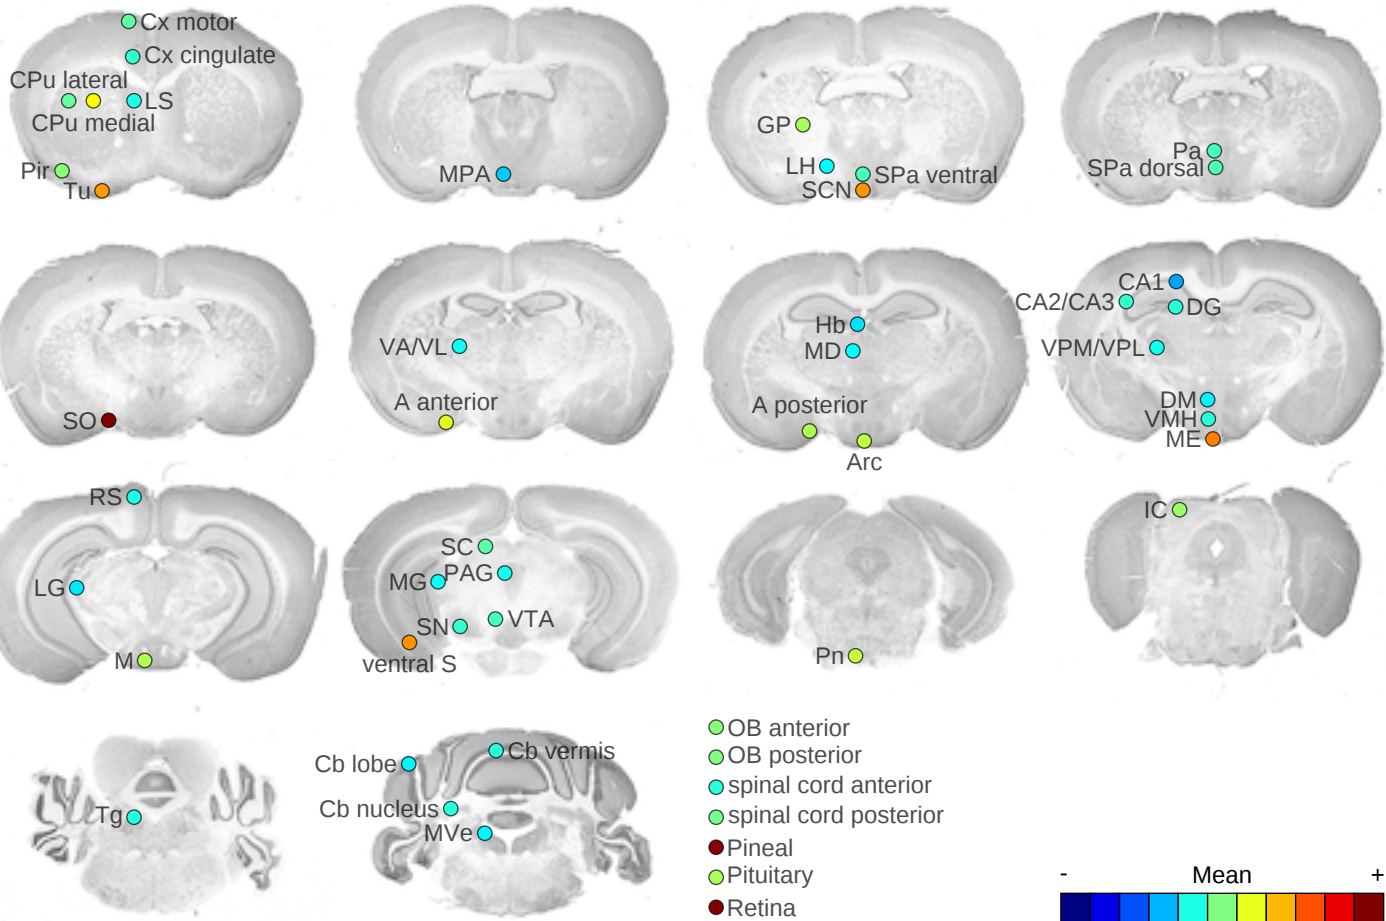 Cx motor
Cx cingulate
CPu lateral
LS
CPu medial
Pir
Tu
MPA
GP
LH
SPa ventral
SCN
Pa
SPa dorsal
SO
VA/VL
A anterior
Hb
MD
A posterior
Arc
CA1
CA2/CA3
DG
VPM/VPL
DM
VMH
ME
RS
LG
M
SC
MG
PAG
SN
VTA
ventral S
Pn
IC
Tg
Cb lobe
Cb vermis
Cb nucleus
MVe
OB anterior
OB posterior
spinal cord anterior
spinal cord posterior
Pineal
Pituitary
Retina
- Mean +